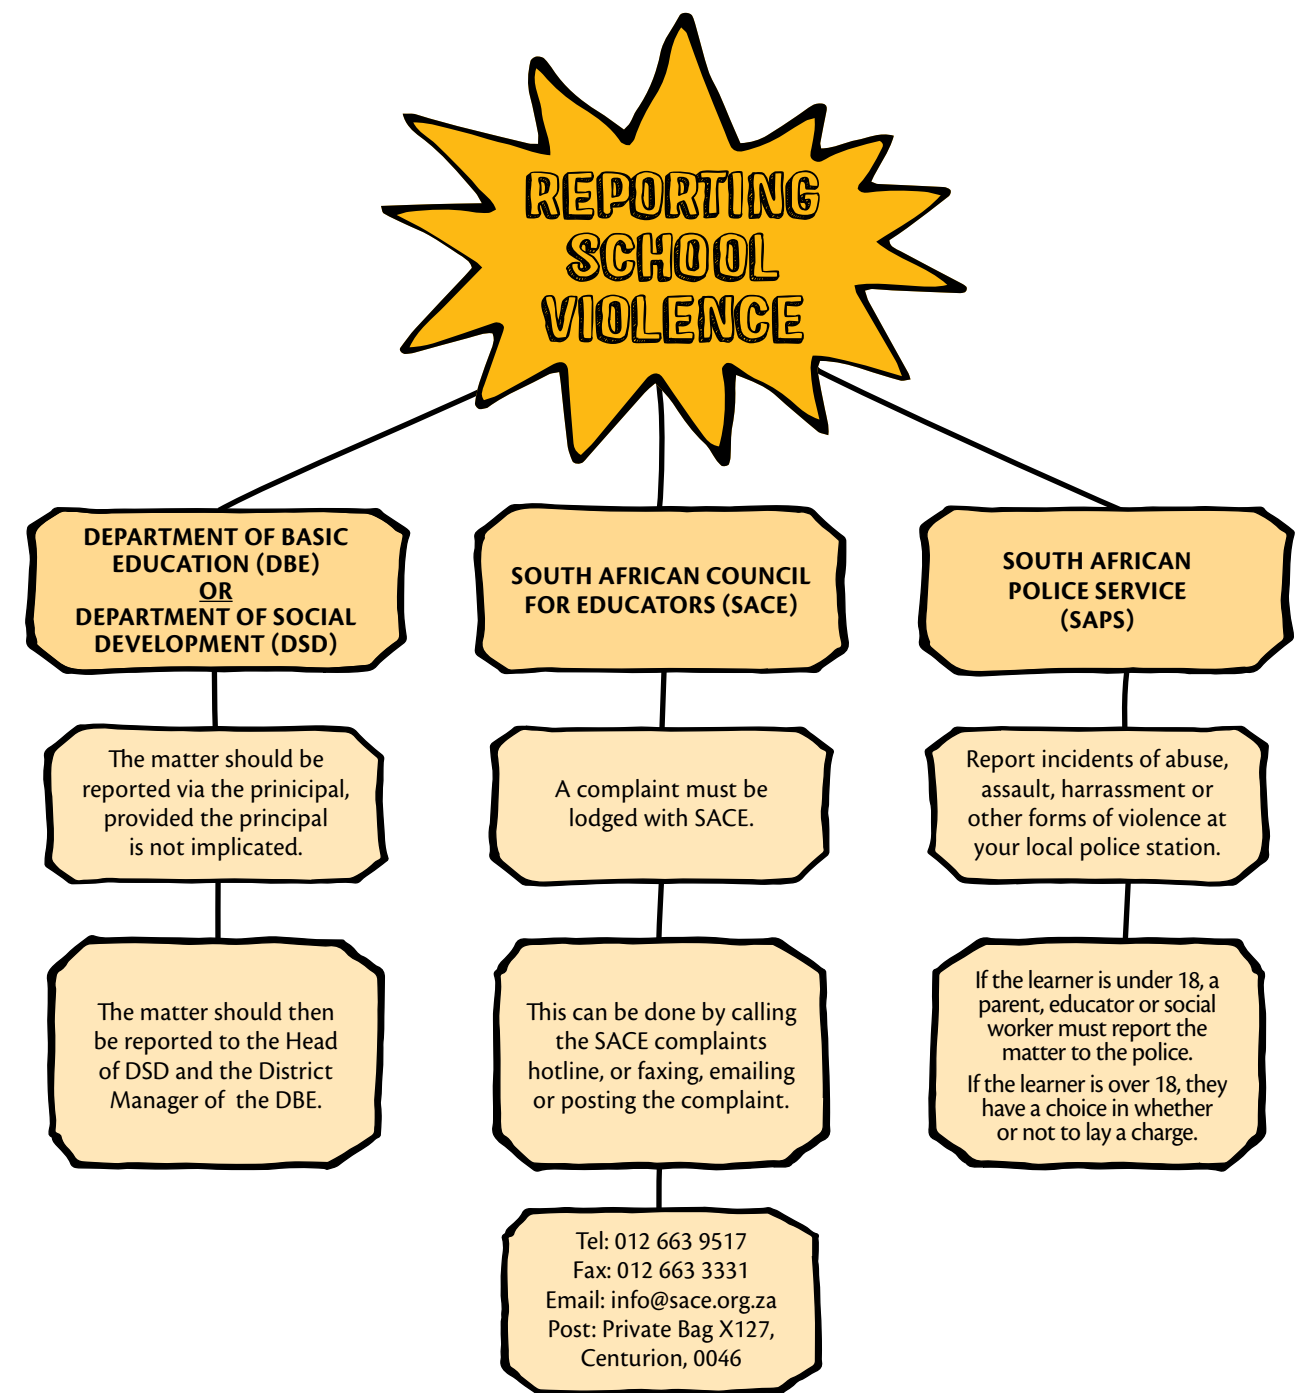 REPORTING
SCHOOL
VIOLENCE
DEPARTMENT OF BASIC
EDUCATION (DBE)
OR
DEPARTMENT OF SOCIAL
DEVELOPMENT (DSD)
The matter should be
reported via the prinicipal,
provided the principal
is not implicated.
The matter should then
be reported to the Head
of DSD and the District
Manager of the DBE.
SOUTH AFRICAN COUNCIL
FOR EDUCATORS (SACE)
A complaint must be
lodged with SACE.
This can be done by calling
the SACE complaints
hotline, or faxing, emailing
or posting the complaint.
Tel: 012 663 9517
Fax: 012 663 3331
Email: info@sace.org.za
Post: Private Bag X127,
Centurion, 0046
SOUTH AFRICAN
POLICE SERVICE
(SAPS)
Report incidents of abuse,
assault, harrassment or
other forms of violence at
your local police station.
If the learner is under 18, a
parent, educator or social
worker must report the
matter to the police.
If the learner is over 18, they
have a choice in whether
or not to lay a charge.